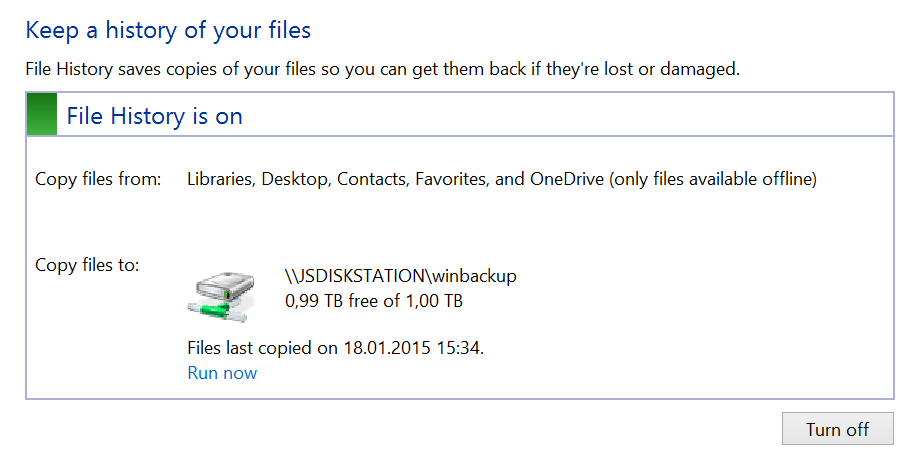 Keep a history of your files
File History saves copies of your files so you can get them back if they're lost or damaged.
File History is on
Copy files from: Libraries, Desktop, Contacts, Favorites, and OneDrive (only files available offline)
Copy files to:
\\JSDISKSTATION\winbackup
0,99 TB free of 1,00 TB
Files last copied on 18.01.2015 15:34.
Run now
Turn off